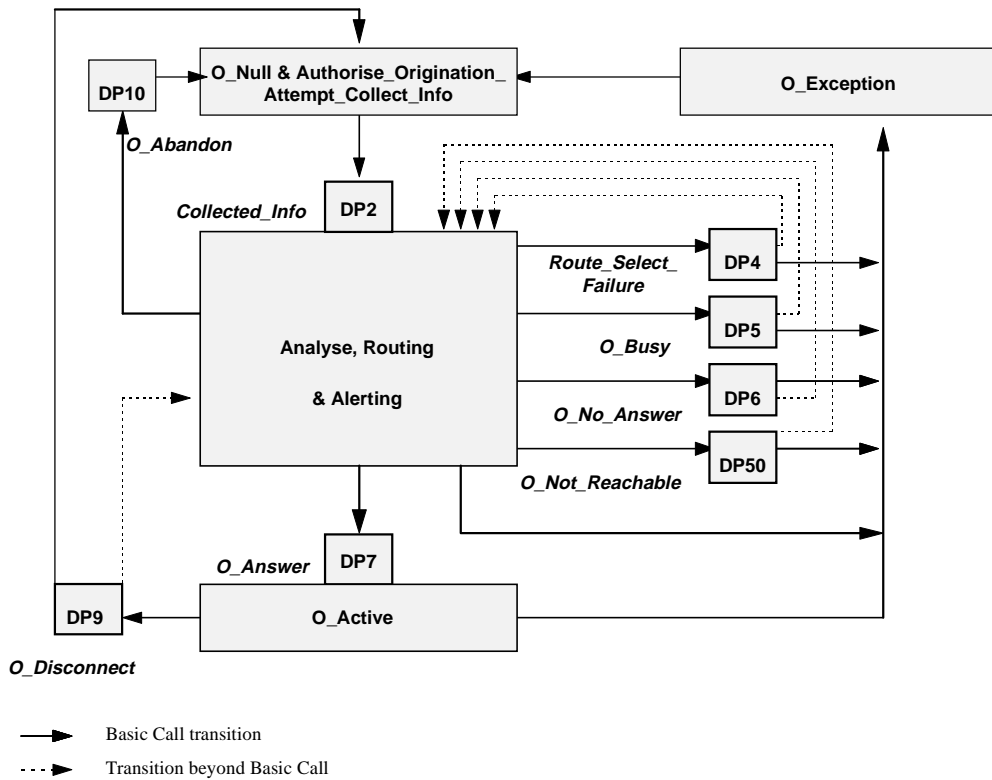 O_Null & Authorise_Origination_
Attempt_Collect_Info
O_Exception
DP10
O_Abandon
Collected_Info
DP2
Route_Select_
Failure
DP4
O_Busy
DP5
Analyse, Routing
& Alerting
O_No_Answer
DP6
O_Not_Reachable
DP50
O_Answer
DP7
DP9
O_Active
O_Disconnect
Basic Call transition
Transition beyond Basic Call